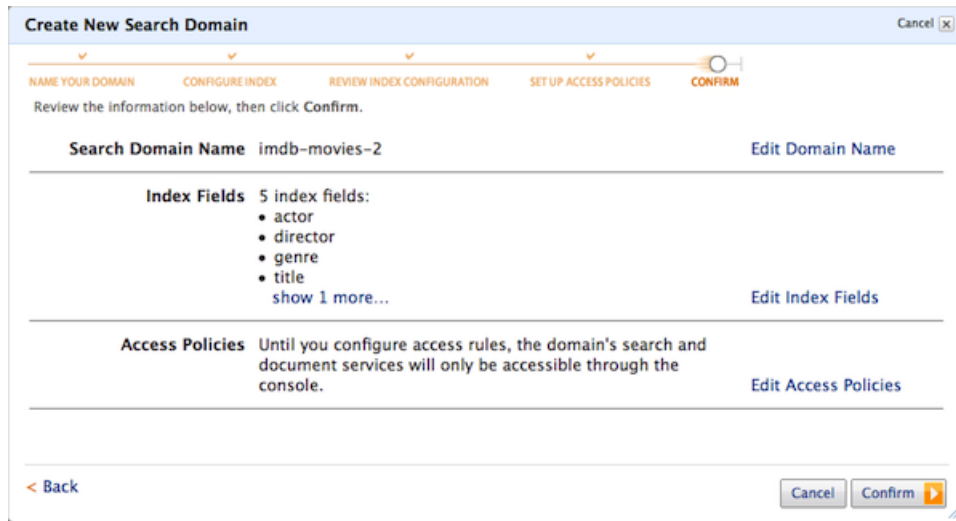 Create New Search Domain
Cancel
NAME YOUR DOMAIN
CONFIGURE INDEX
REVIEW INDEX CONFIGURATION
SET UP ACCESS POLICIES
CONFIRM
Review the information below, then click Confirm.
Search Domain Name imdb-movies-2 Edit Domain Name
Index Fields 5 index fields:
• actor
• director
• genre
• title
show 1 more... Edit Index Fields
Access Policies Until you configure access rules, the domain's search and
document services will only be accessible through the
console. Edit Access Policies
< Back
Cancel
Confirm